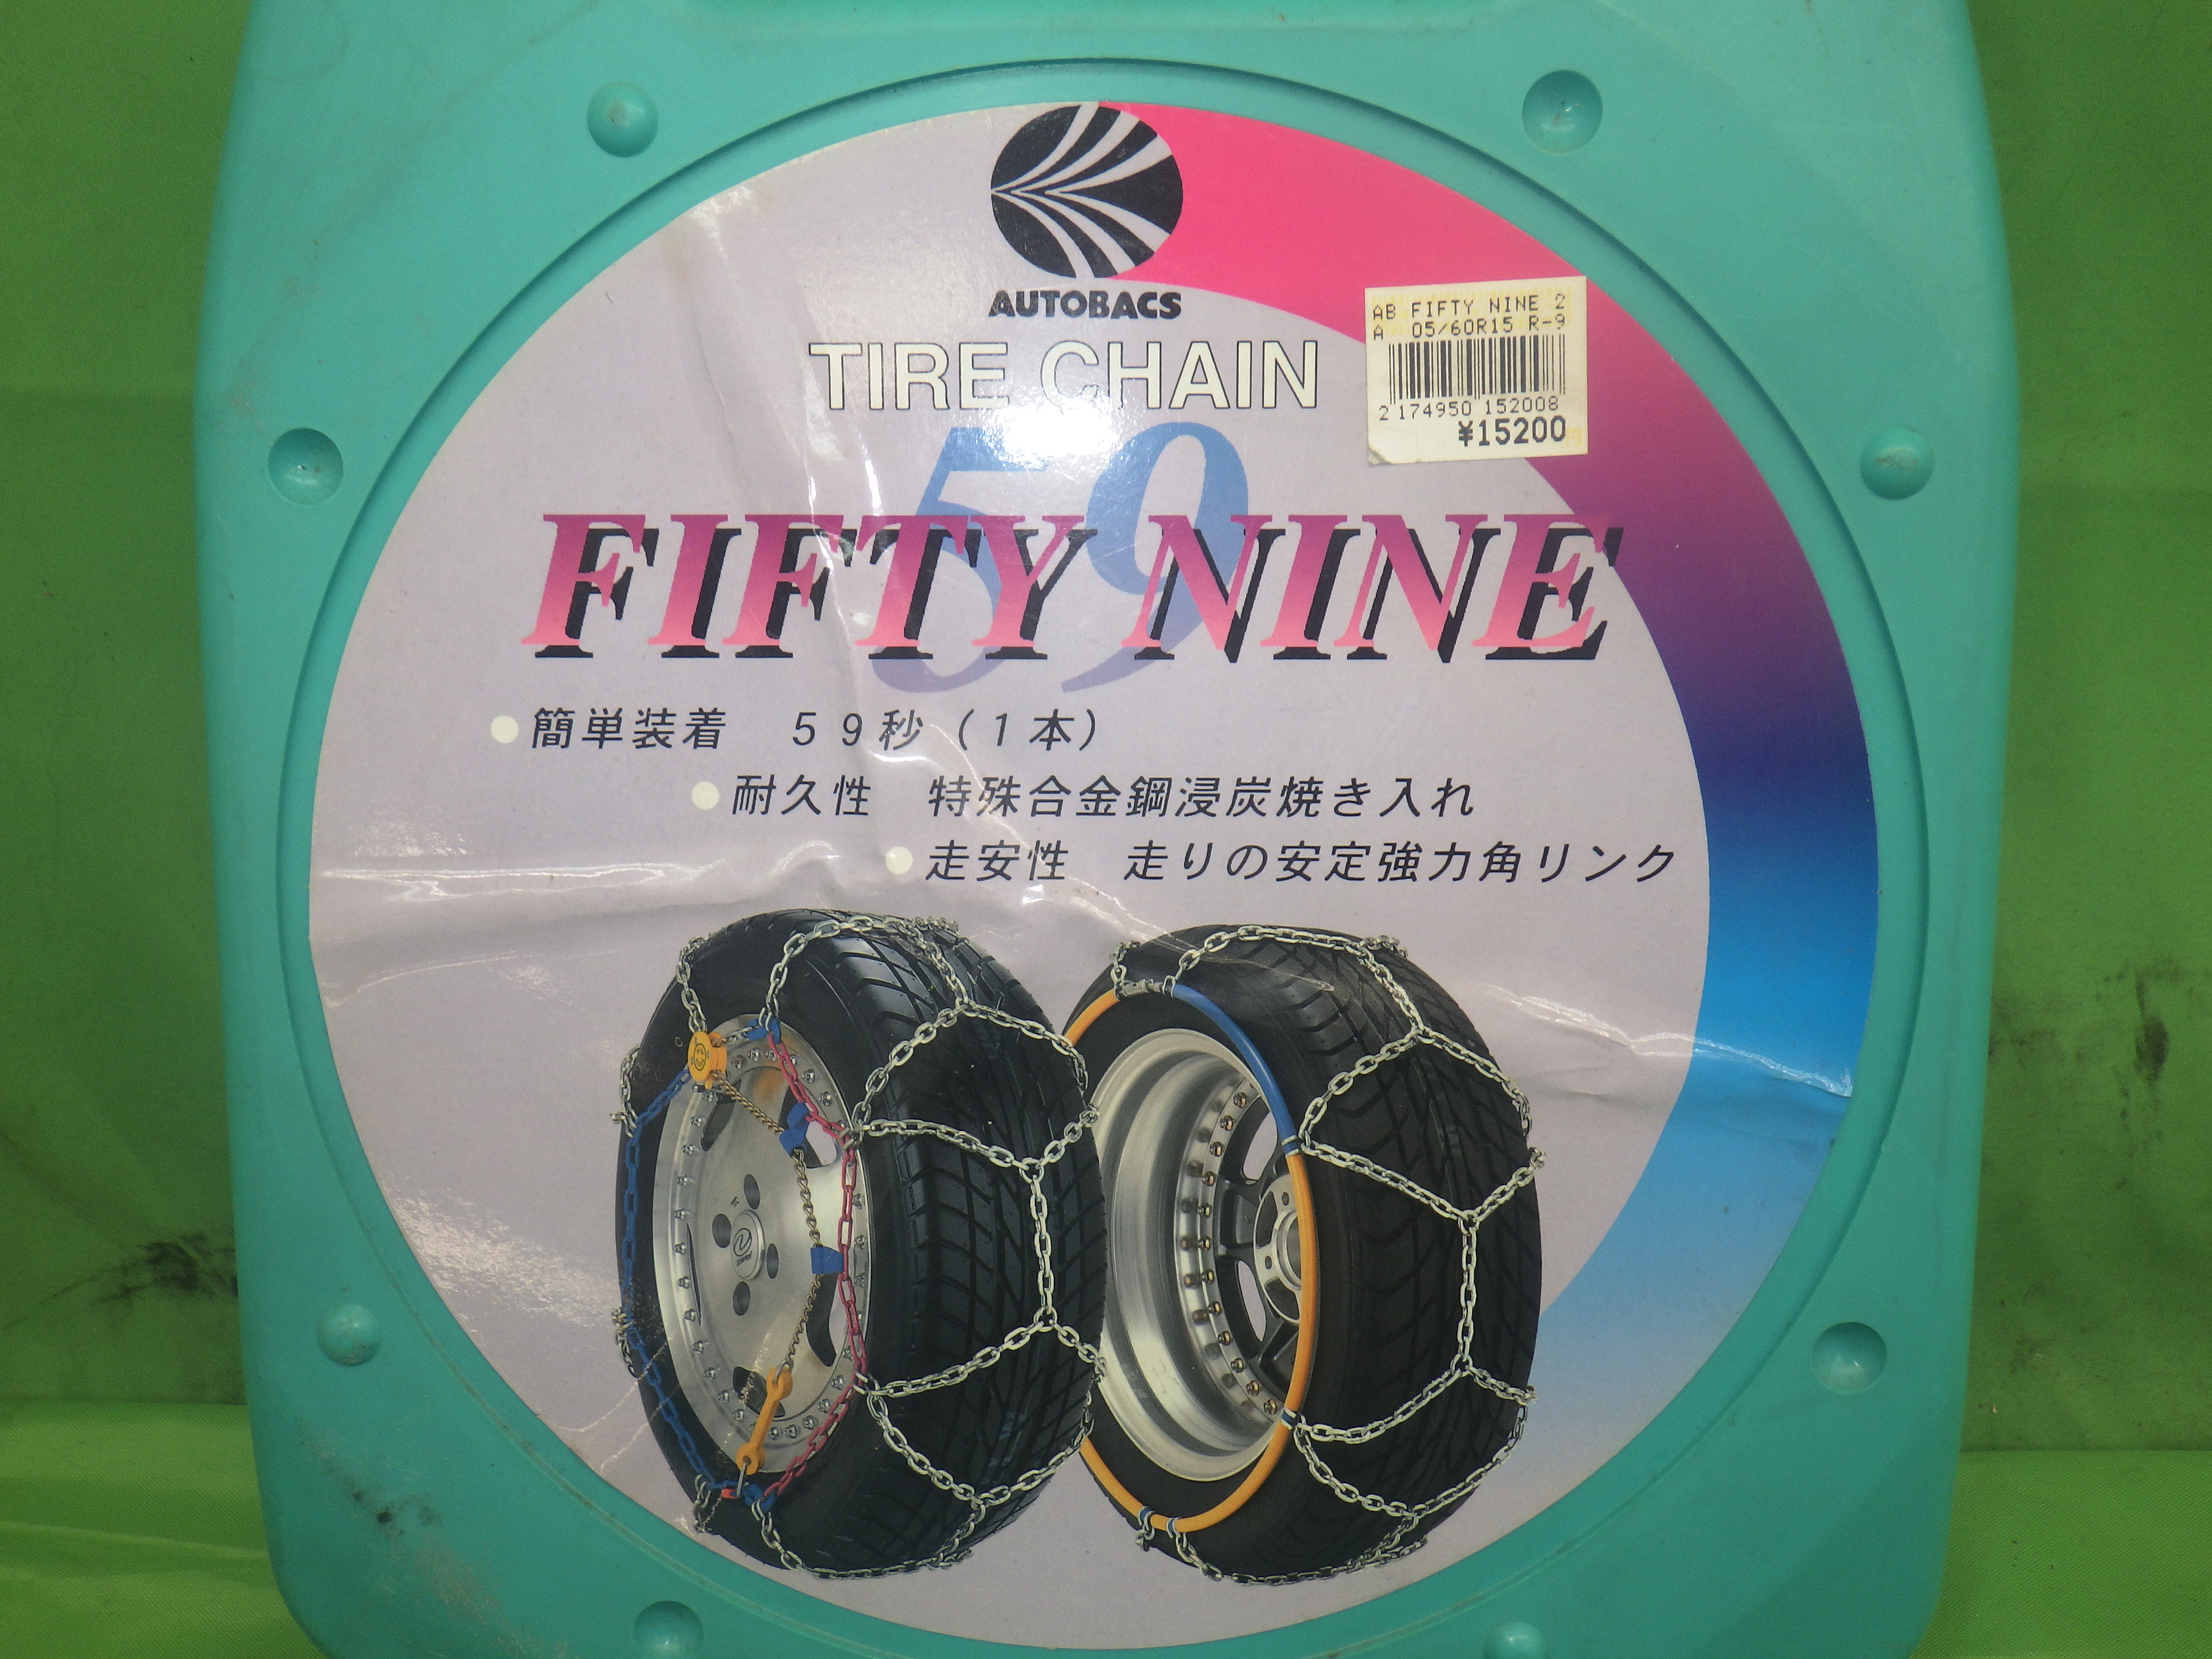 AUTOBACS
TIRE CHAIN
59
FIFTY NINE
AB FIFTY NINE 2
A 05/60R15 R-9
2 174950 152008
¥15200
●簡単装着 59秒(1本)
●耐久性 特殊合金鋼浸炭焼き入れ
●走安性 走りの安定強力角リンク